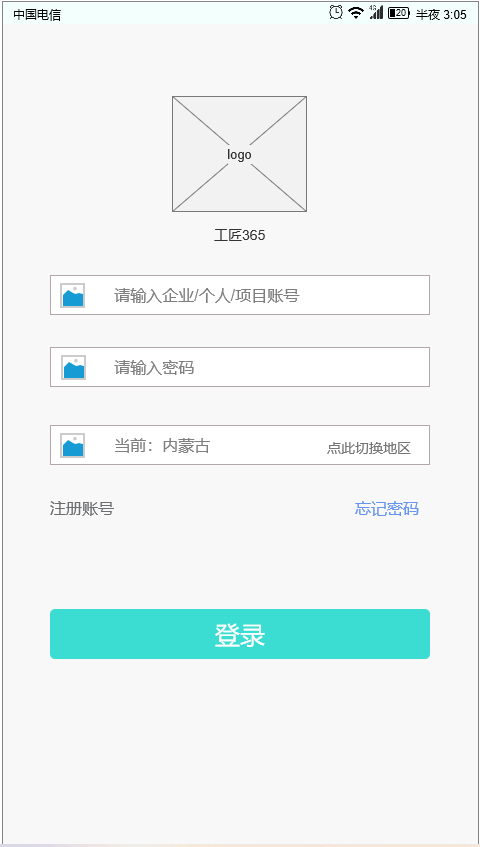 中国电信 4G 20 半夜 3:05
logo
工匠365
请输入企业/个人/项目账号
请输入密码
当前：内蒙古 点此切换地区
注册账号 忘记密码
登录